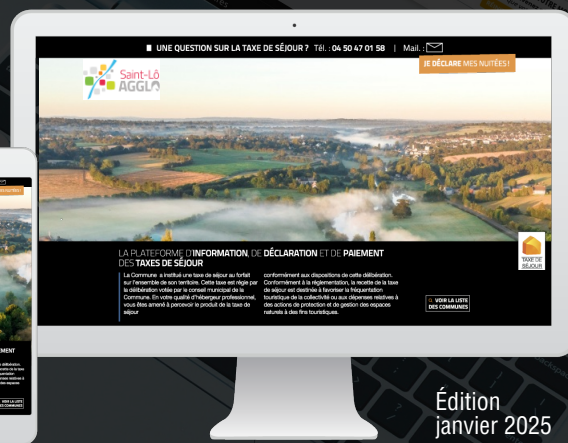 UNE QUESTION SUR LA TAXE DE SÉJOUR ? Tél. : 04 50 47 01 58 | Mail. :
JE DÉCLARE MES NUITÉES !
Saint-Lô
AGGLO
LA PLATEFORME D'INFORMATION, DE DÉCLARATION ET DE PAIEMENT
DES TAXES DE SÉJOUR
La Commune a institué une taxe de séjour au forfait
sur l'ensemble de son territoire. Cette taxe est régie par
la délibération votée par le conseil municipal de la
Commune. En votre qualité d'hébergeur professionnel,
vous êtes amené à percevoir le produit de la taxe de
séjour
conformément aux dispositions de cette délibération.
Conformément à la réglementation, la recette de la taxe
de séjour est destinée à favoriser la fréquentation
touristique de la collectivité ou aux dépenses relatives à
des actions de protection et de gestion des espaces
naturels à des fins touristiques.
TAXE DE
SÉJOUR
VOIR LA LISTE
DES COMMUNES
Édition
janvier 2025